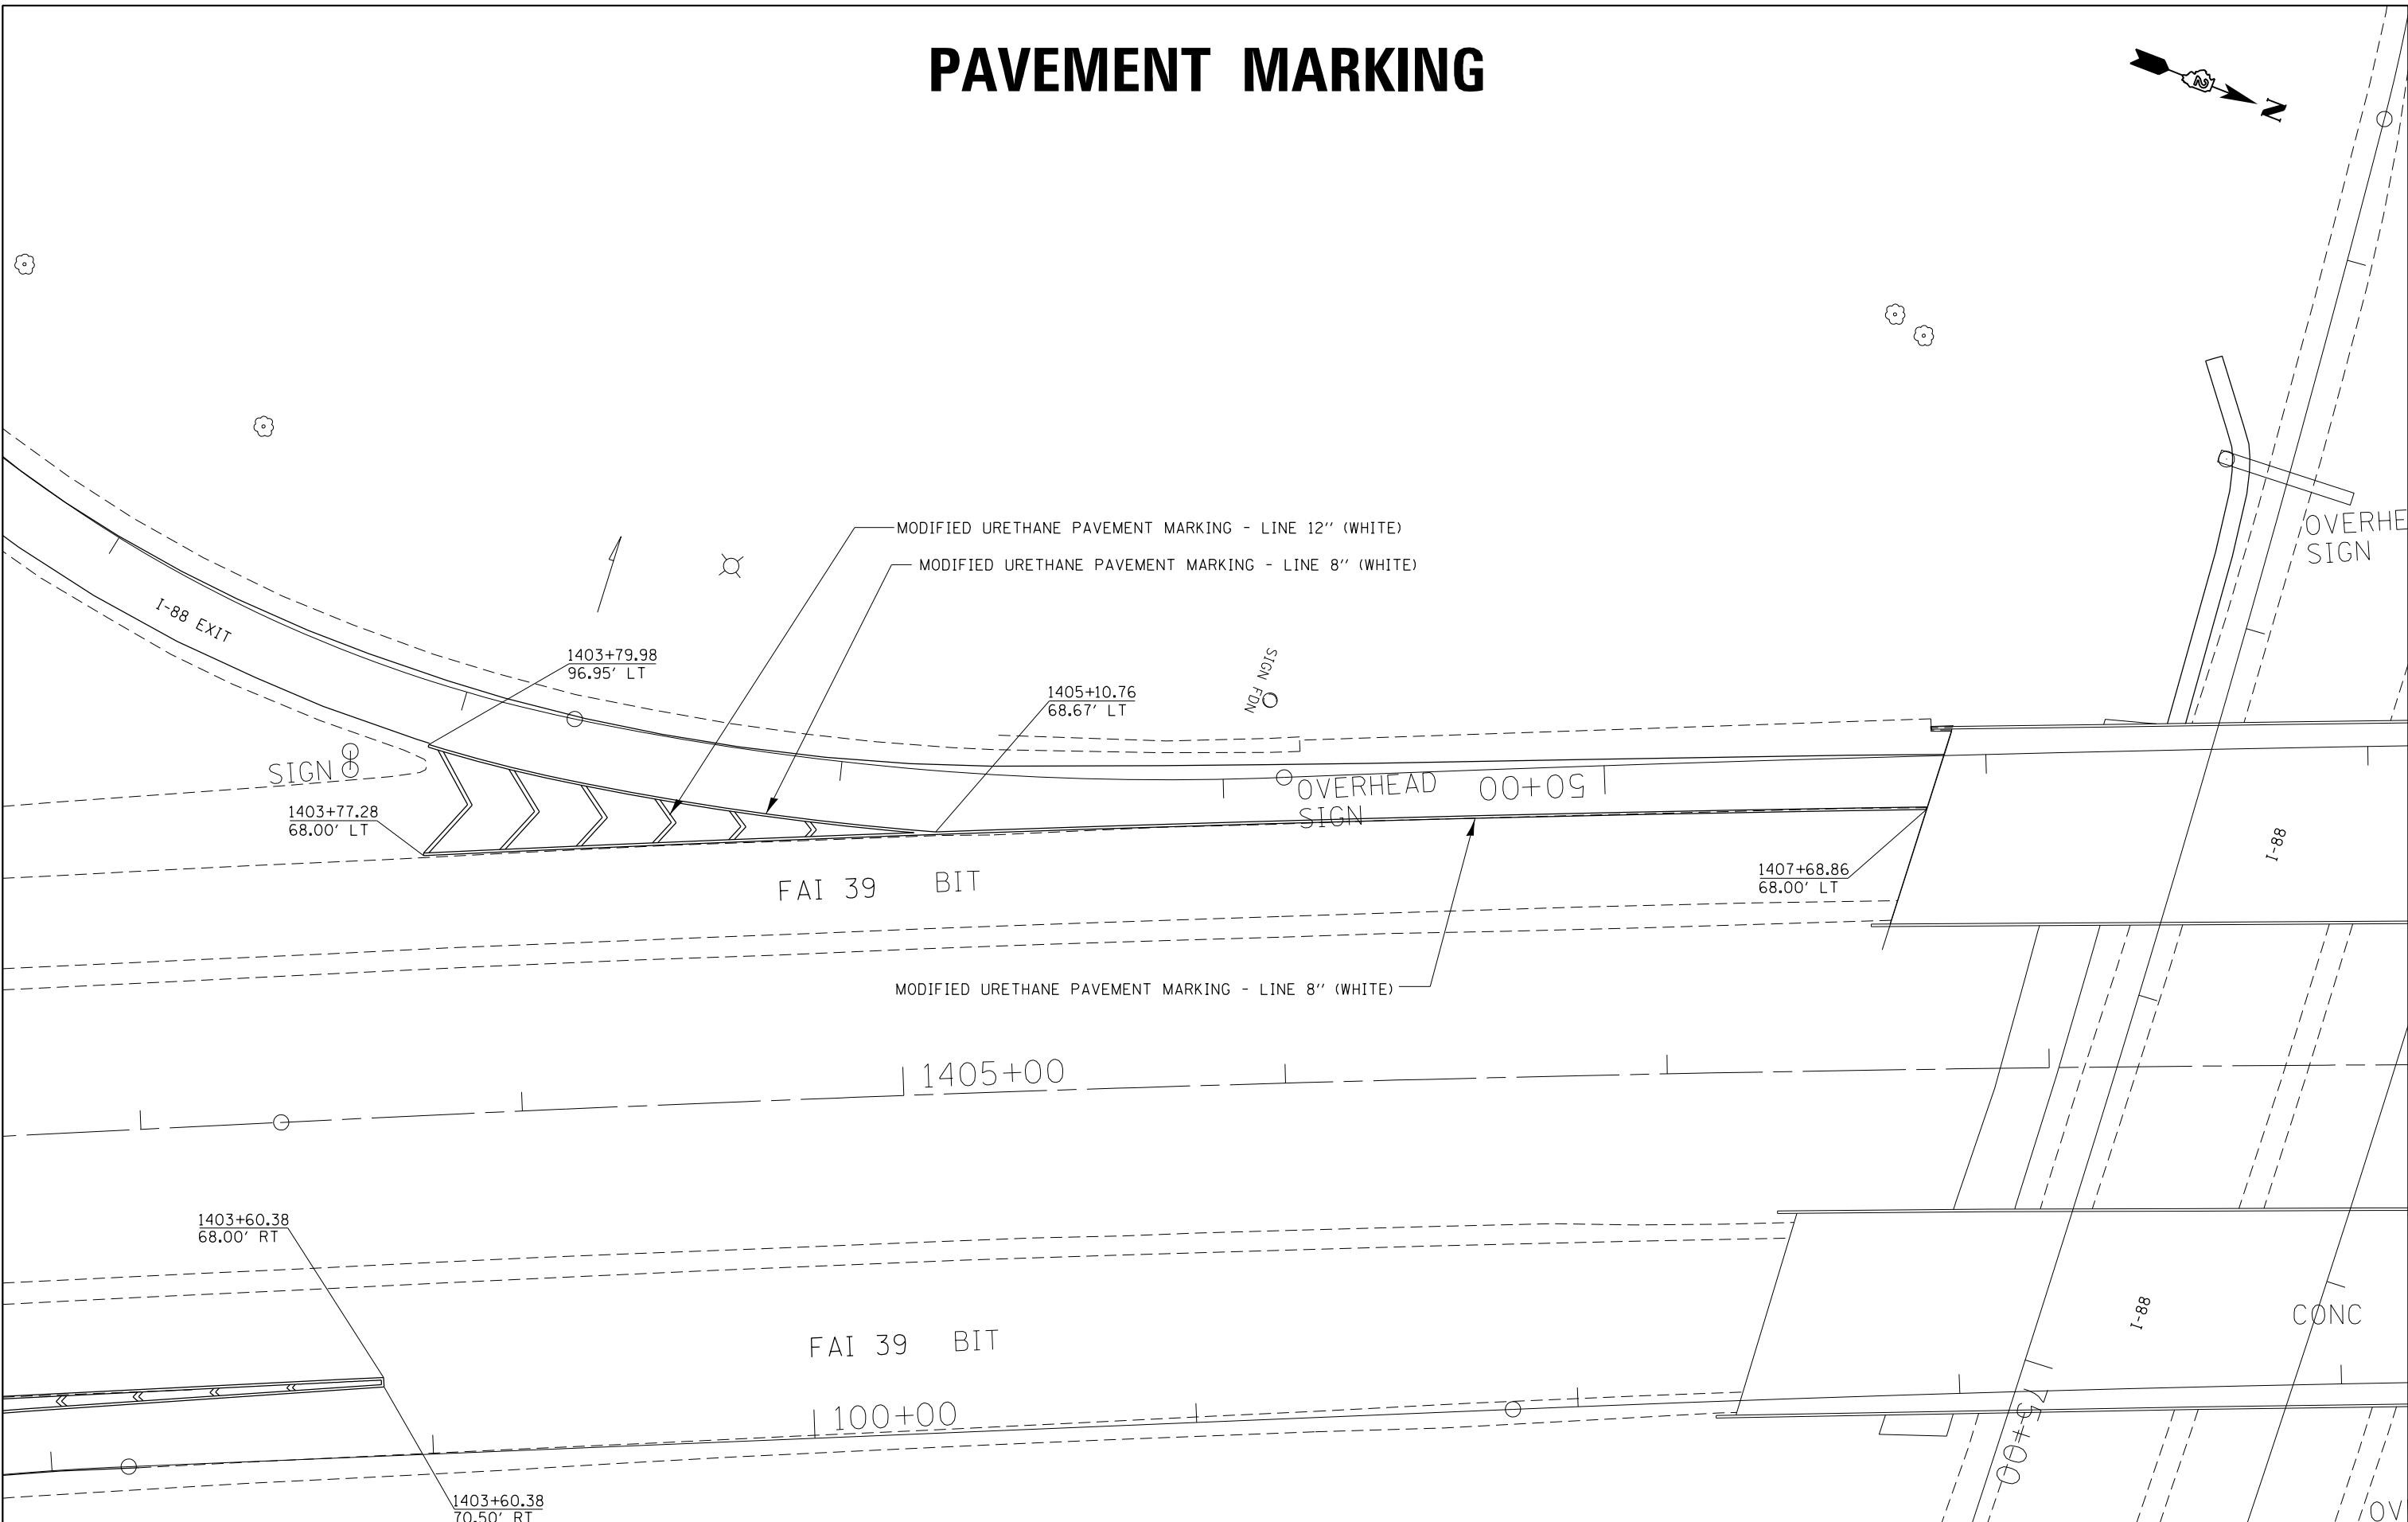 PAVEMENT MARKING
N
MODIFIED URETHANE PAVEMENT MARKING - LINE 12'' (WHITE)
MODIFIED URETHANE PAVEMENT MARKING - LINE 8'' (WHITE)
OVERHE
SIGN
I-88 EXIT
1403+79.98
96.95' LT
SIGN FDN
1405+10.76
68.67' LT
SIGN
OVERHEAD
SIGN
50+00
1403+77.28
68.00' LT
I-88
1407+68.86
68.00' LT
FAI 39 BIT
MODIFIED URETHANE PAVEMENT MARKING - LINE 8'' (WHITE)
1405+00
1403+60.38
68.00' RT
I-88
CONC
FAI 39 BIT
100+00
75+00
1403+60.38
70.50' RT
OV